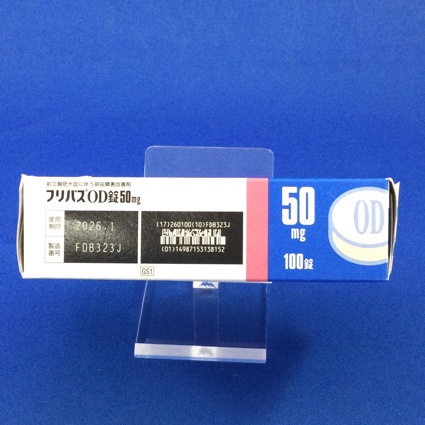 前立腺肥大症に伴う排尿障害改善剤
フリバスOD錠50mg
使用期限 2026.1
製造番号 FDB323J
(17)260100(10)FDB323J
(01)14987153138152
GS1
50
mg
100錠
OD